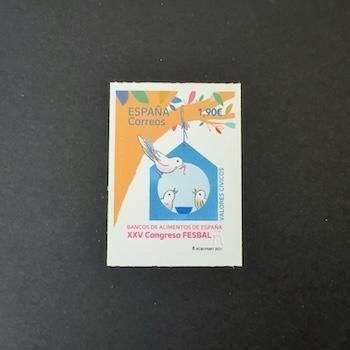 ESPAÑA 1,90€
Correos
VALORES CÍVICOS
BANCOS DE ALIMENTOS DE ESPAÑA
XXV Congreso FESBAL